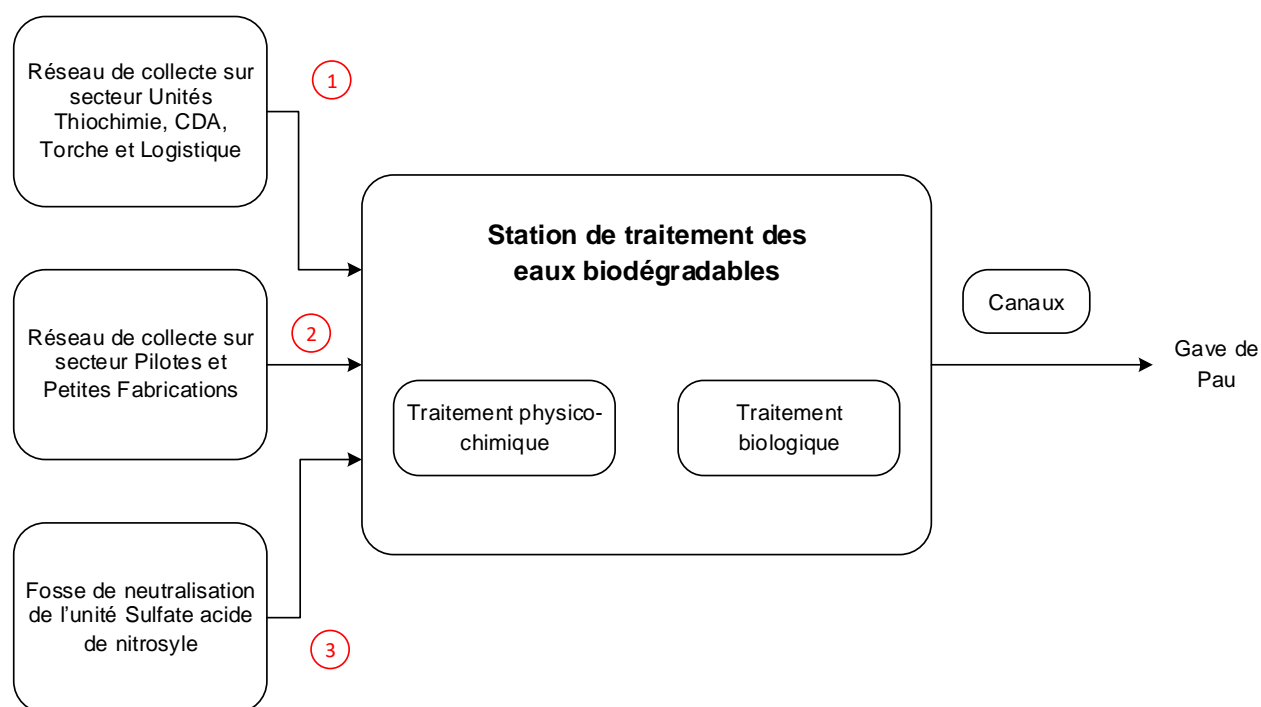 Réseau de collecte sur
secteur Unités
Thiochimie, CDA,
Torche et Logistique
1
Réseau de collecte sur
secteur Pilotes et
Petites Fabrications
2
Fosse de neutralisation
de l'unité Sulfate acide
de nitrosyle
3
Station de traitement des
eaux biodégradables
Traitement physico-
chimique
Traitement
biologique
Canaux
Gave de
Pau